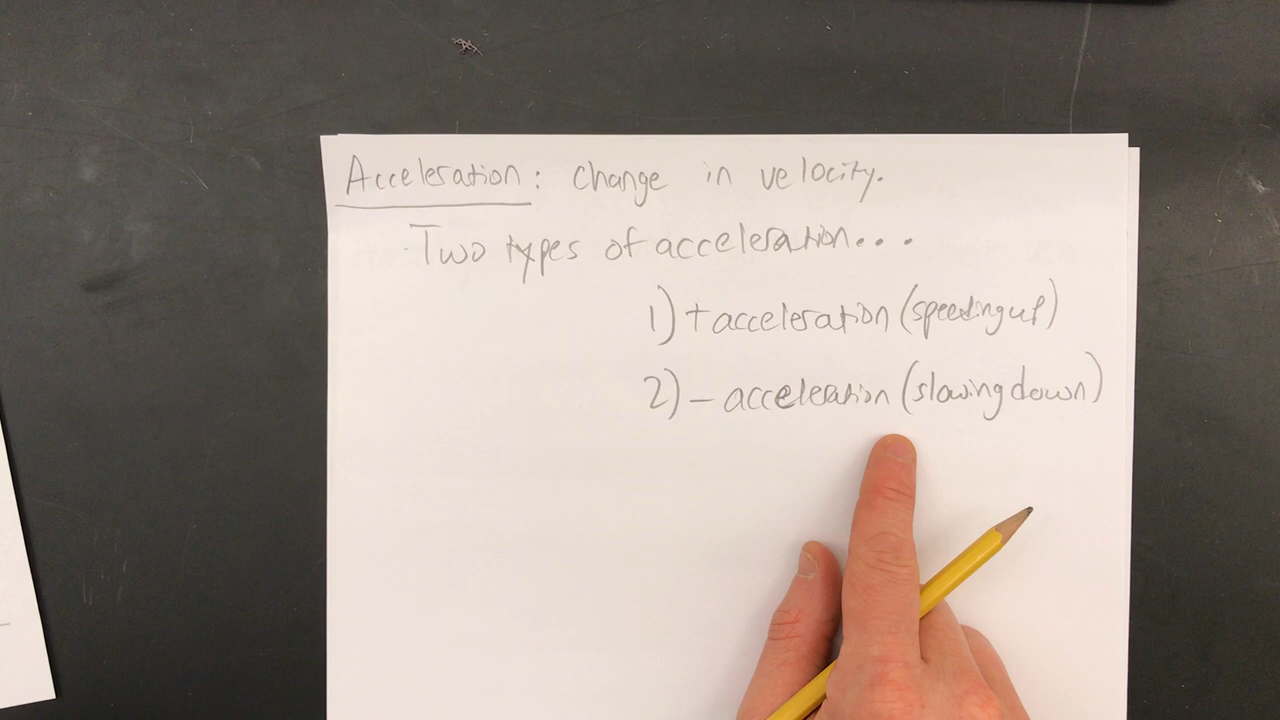 Acceleration: change in velocity.
Two types of acceleration...
1) + acceleration (speeding up)
2) – acceleration (slowing down)